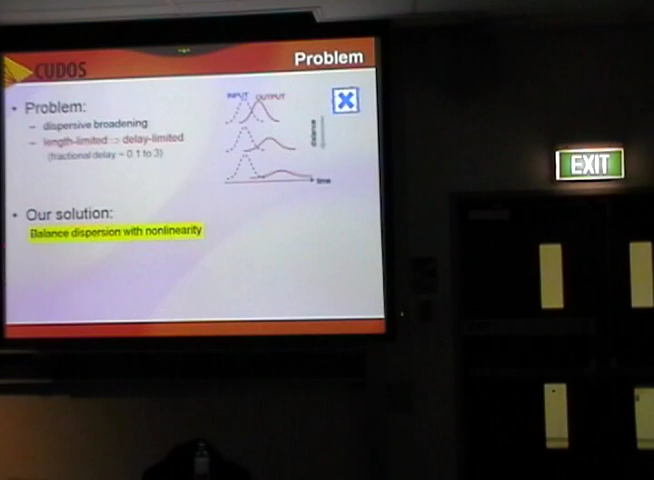 CUDOS
Problem
• Problem:
– dispersive broadening
– length-limited :: delay-limited
(fractional delay ~ 0.1 to 3)
INPUT OUTPUT
distance
time
• Our solution:
Balance dispersion with nonlinearity
EXIT